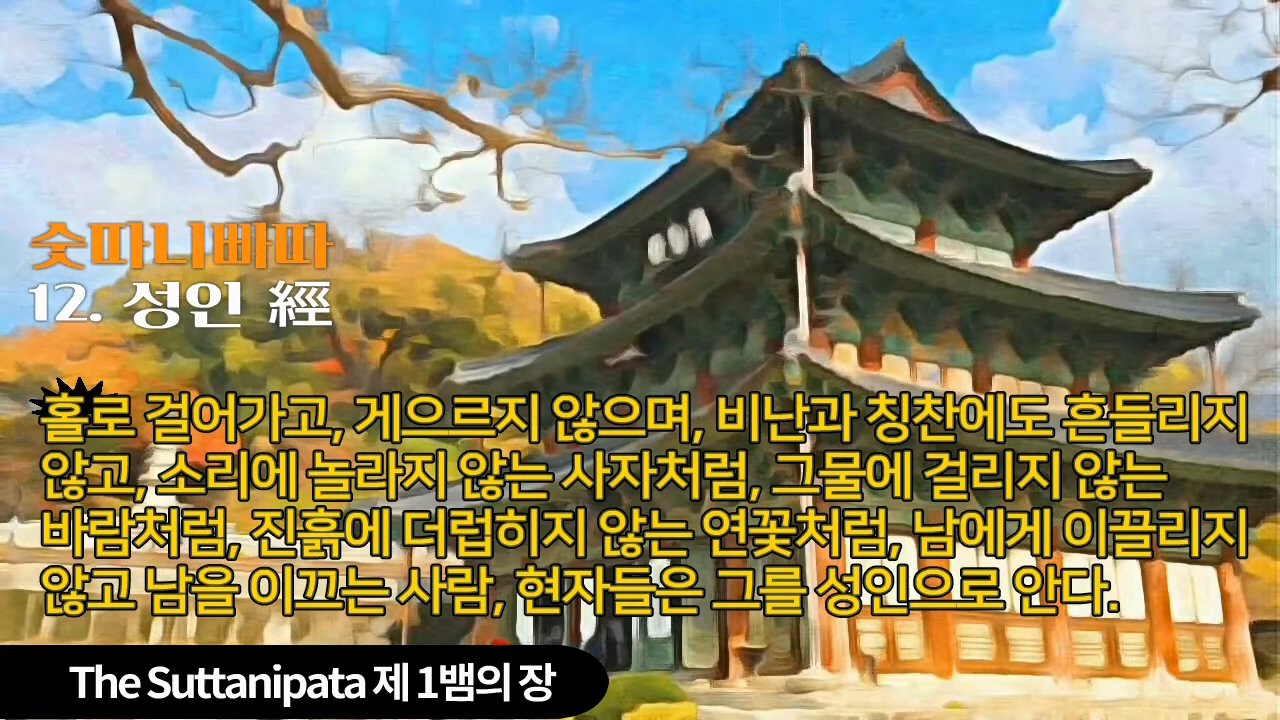 숫따니빠따
12. 성인 經
홀로 걸어가고, 게으르지 않으며, 비난과 칭찬에도 흔들리지
않고, 소리에 놀라지 않는 사자처럼, 그물에 걸리지 않는
바람처럼, 진흙에 더럽히지 않는 연꽃처럼, 남에게 이끌리지
않고 남을 이끄는 사람, 현자들은 그를 성인으로 안다.
The Suttanipata 제 1뱀의 장